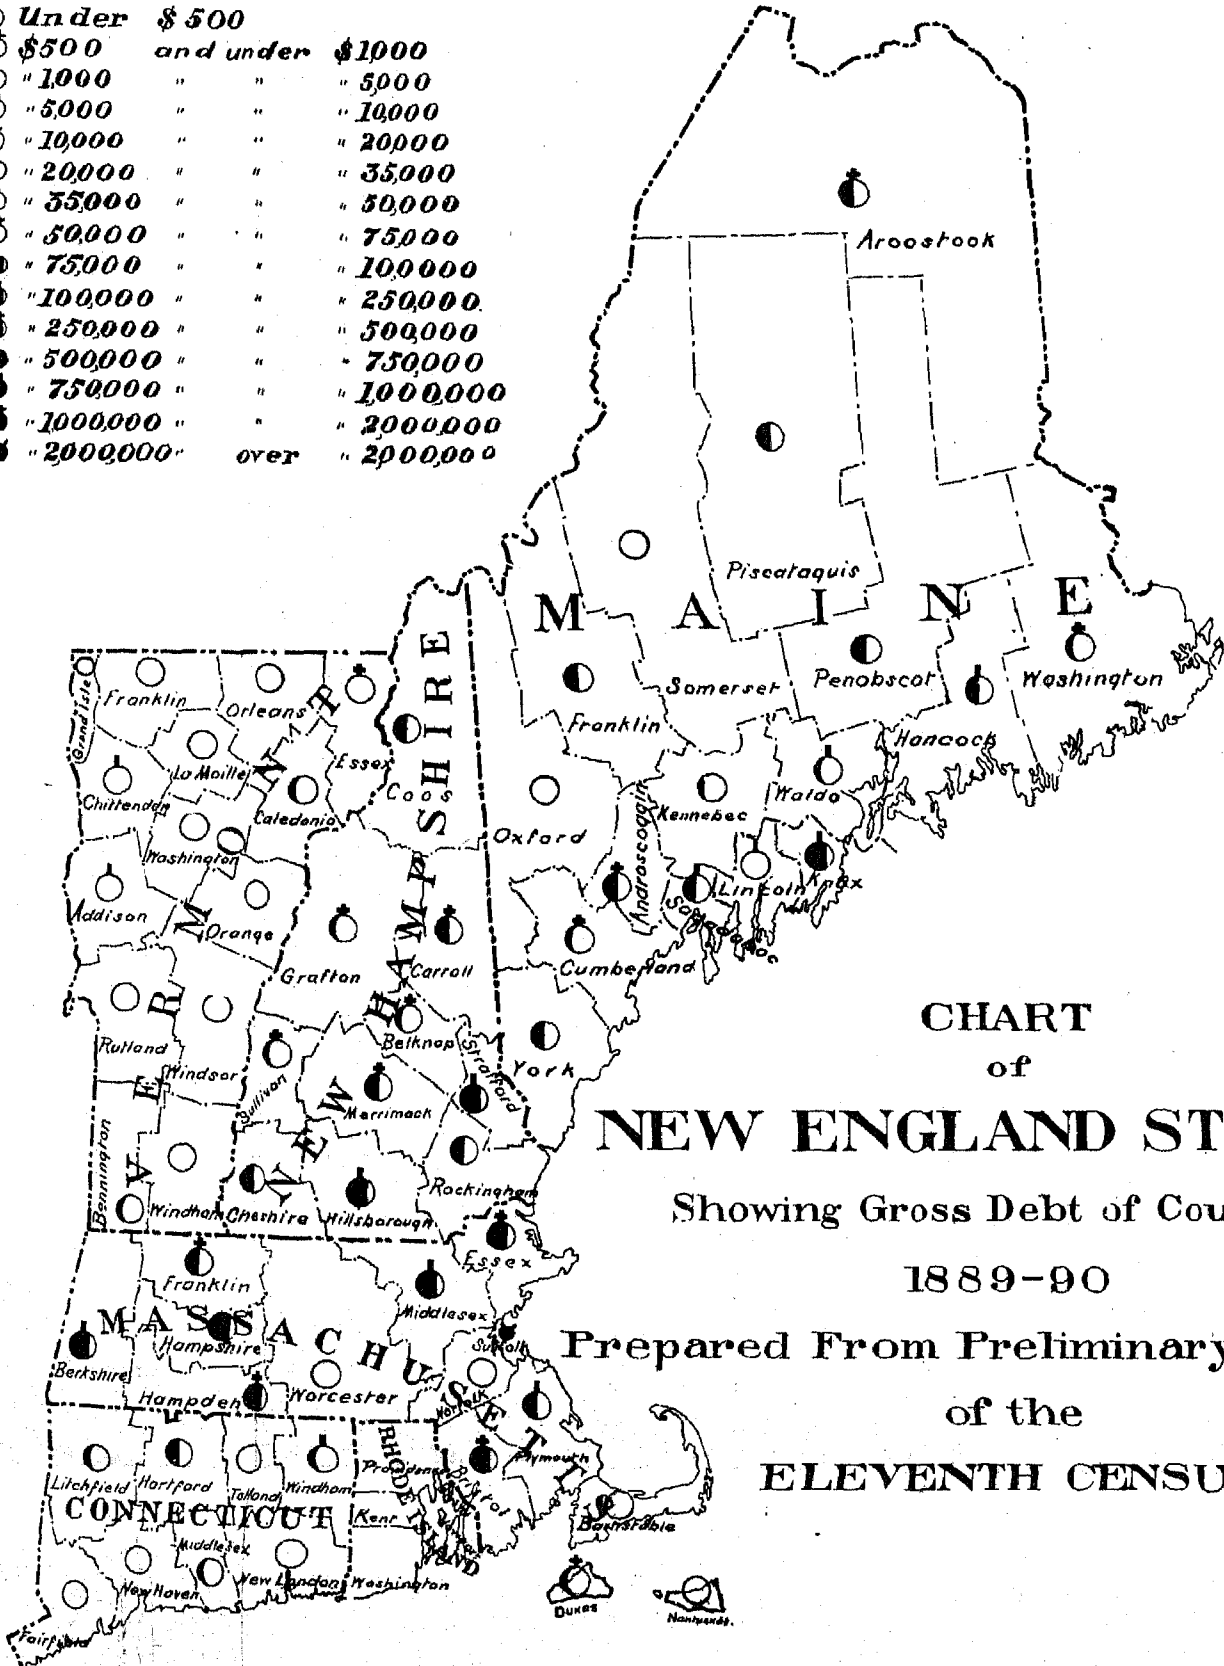 Under $500
$500 and under $1000
" 1,000 " " " 5,000
" 5,000 " " " 10,000
" 10,000 " " " 20,000
" 20,000 " " " 35,000
" 35,000 " " " 50,000
" 50,000 " " " 75,000
" 75,000 " " " 100,000
" 100,000 " " " 250,000
" 250,000 " " " 500,000
" 500,000 " " " 750,000
" 750,000 " " " 1,000,000
" 1000,000 " " " 2000,000
" 2,000,000 " over " 2,000,000
Aroostook
Piscataquis
MAINE
Somerset
Penobscot
Washington
Franklin
Hancock
Oxford
Kennebec
Waldo
Androscoggin
Lincoln
Knox
Sagadahoc
Cumberland
York
VERMONT
Grand Isle
Franklin
Orleans
Essex
La Moille
Chittenden
Caledonia
Washington
Addison
Orange
Rutland
Windsor
Bennington
Windham
NEW HAMPSHIRE
Coos
Grafton
Carroll
Belknap
Strafford
Sullivan
Merrimack
Rockingham
Cheshire
Hillsborough
MASSACHUSETTS
Franklin
Essex
Middlesex
Hampshire
Suffolk
Berkshire
Hampden
Worcester
Norfolk
Plymouth
Bristol
Barnstable
Dukes
Nantucket.
CONNECTICUT
Litchfield
Hartford
Tolland
Windham
Middlesex
New Haven
New London
Fairfield
RHODE ISLAND
Providence
Kent
Washington
CHART
of
NEW ENGLAND ST
Showing Gross Debt of Cou
1889-90
Prepared From Preliminary
of the
ELEVENTH CENSU